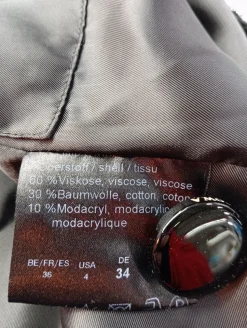 Oberstoff / shell / tissu
60 % Viskose, viscose, viscose
30 % Baumwolle, cotton, coton
10 % Modacryl, modacrylic
modacrylique
BE/FR/ES USA DE
36 4 34